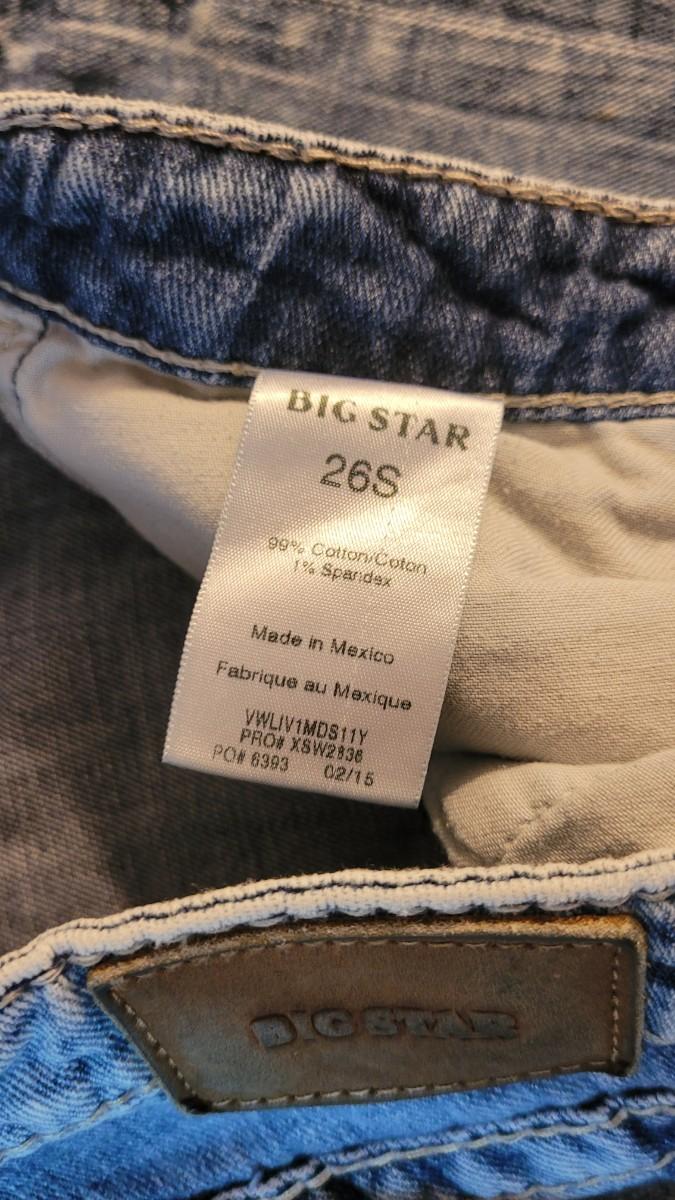 BIG STAR
26S
99% Cotton/Coton
1% Spandex
Made in Mexico
Fabrique au Mexique
VWLIV1MDS11Y
PRO# XSW2836
PO# 6393 02/15
BIG STAR